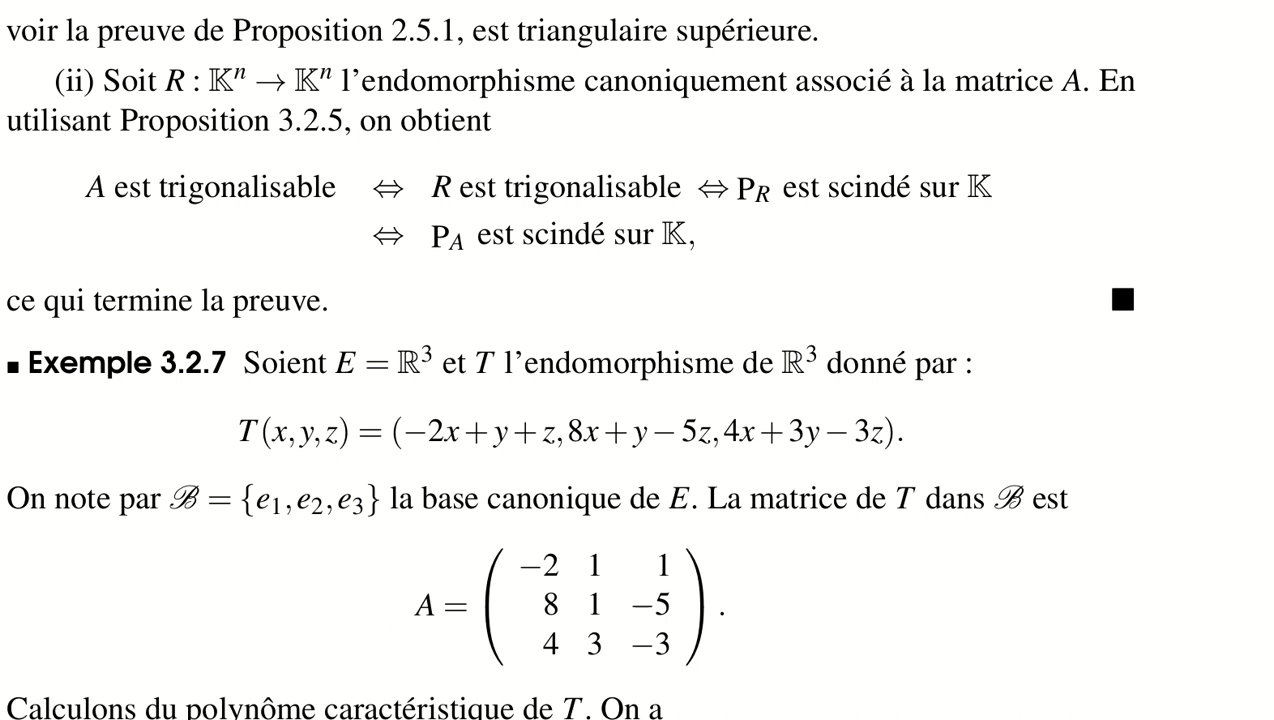 voir la preuve de Proposition 2.5.1, est triangulaire supérieure.
(ii) Soit R : 𝕂ⁿ → 𝕂ⁿ l'endomorphisme canoniquement associé à la matrice A. En
utilisant Proposition 3.2.5, on obtient
A est trigonalisable ⇔ R est trigonalisable ⇔ P_R est scindé sur 𝕂
⇔ P_A est scindé sur 𝕂,
ce qui termine la preuve. ■
▪ Exemple 3.2.7 Soient E = ℝ³ et T l'endomorphisme de ℝ³ donné par :
T(x,y,z) = (−2x+y+z,8x+y−5z,4x+3y−3z).
On note par ℬ = {e₁,e₂,e₃} la base canonique de E. La matrice de T dans ℬ est
−2 1 1
A = ( 8 1 −5 ) .
4 3 −3
Calculons du polynôme caractéristique de T. On a